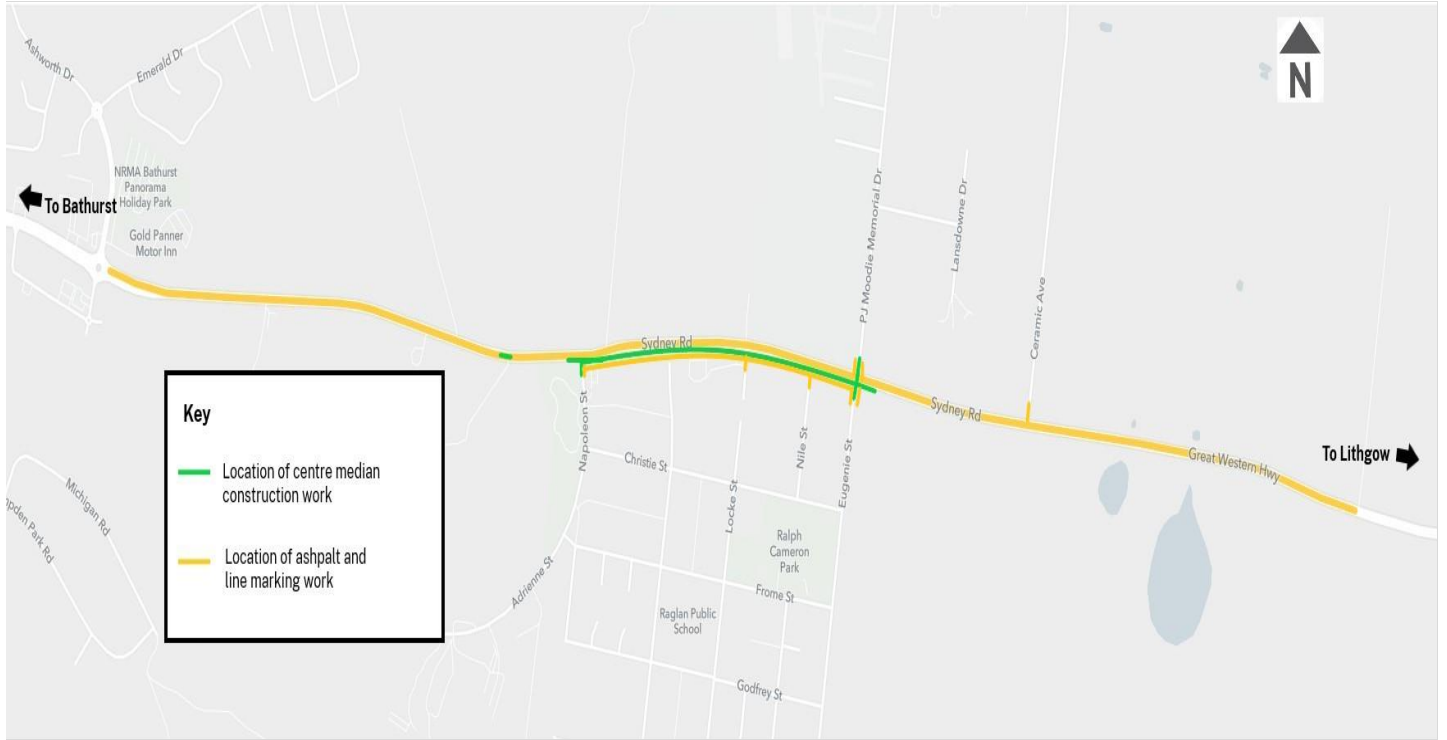 Ashworth Dr
Emerald Dr
N
NRMA Bathurst
Panorama
Holiday Park
To Bathurst
Gold Panner
Motor Inn
PJ Moodie Memorial Dr
Lansdowne Dr
Ceramic Ave
Sydney Rd
Sydney Rd
Great Western Hwy
To Lithgow
Key
Location of centre median
construction work
Location of ashpalt and
line marking work
Napoleon St
Christie St
Locke St
Nile St
Eugenie St
Ralph
Cameron
Park
Frome St
Adrienne St
Raglan Public
School
Godfrey St
Michigan Rd
Park Rd